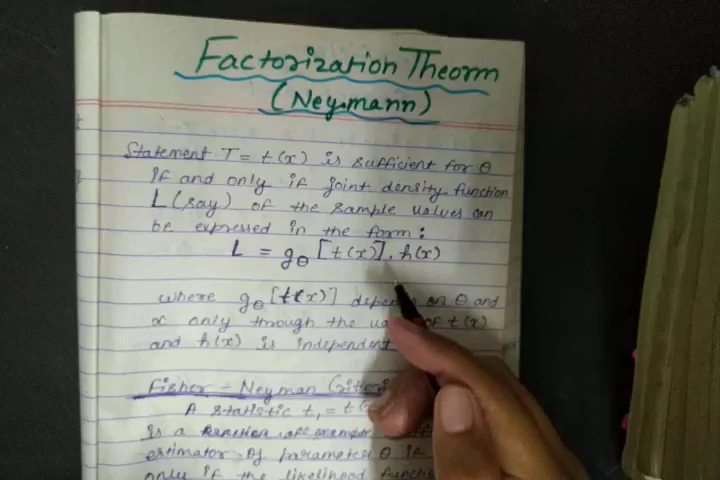 Factorization Theorm
(Neymann)
Statement T = t(x) is sufficient for θ
if and only if joint density function
L (say) of the sample values can
be expressed in the form:
L = gθ [t(x)] . h(x)
where gθ [t(x)] depends on θ and
x only through the of t(x)
and h(x) is independent
Fisher - Neyman
A statistic t₁ = t
is a
estimator of parameter θ if
only if the likelihood